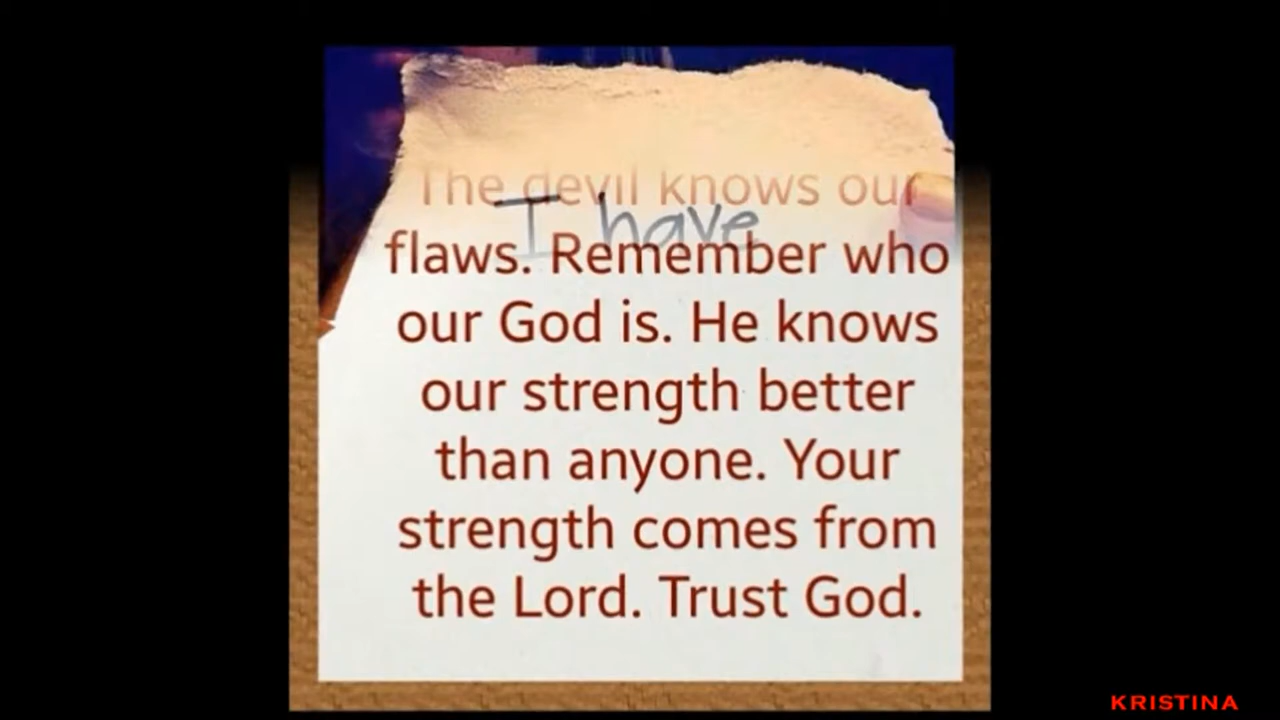 The devil knows our
I have
flaws. Remember who
our God is. He knows
our strength better
than anyone. Your
strength comes from
the Lord. Trust God.
KRISTINA